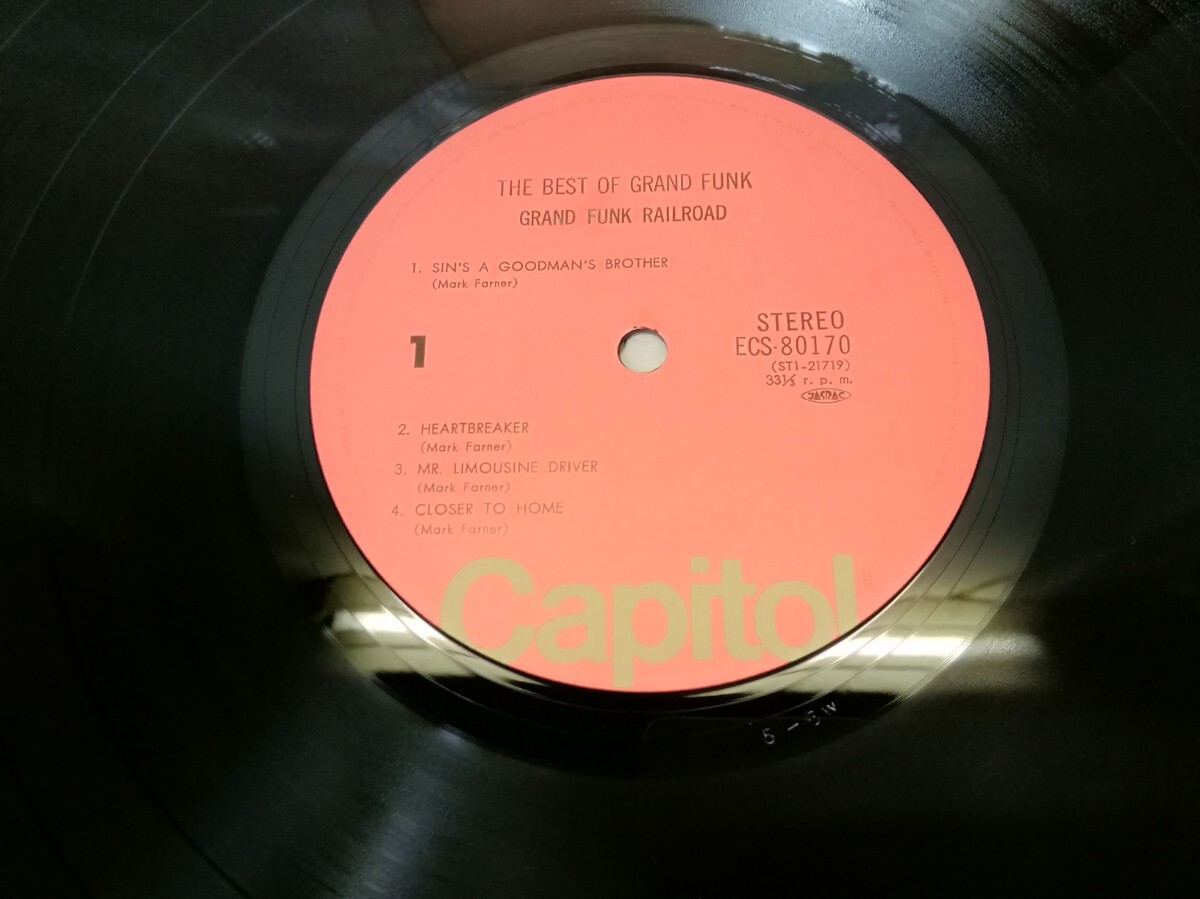 THE BEST OF GRAND FUNK
GRAND FUNK RAILROAD
1. SIN'S A GOODMAN'S BROTHER
(Mark Farner)
1
STEREO
ECS-80170
(ST1-21719)
33⅓ r. p. m.
JASRAC
2. HEARTBREAKER
(Mark Farner)
3. MR. LIMOUSINE DRIVER
(Mark Farner)
4. CLOSER TO HOME
(Mark Farner)
Capitol®